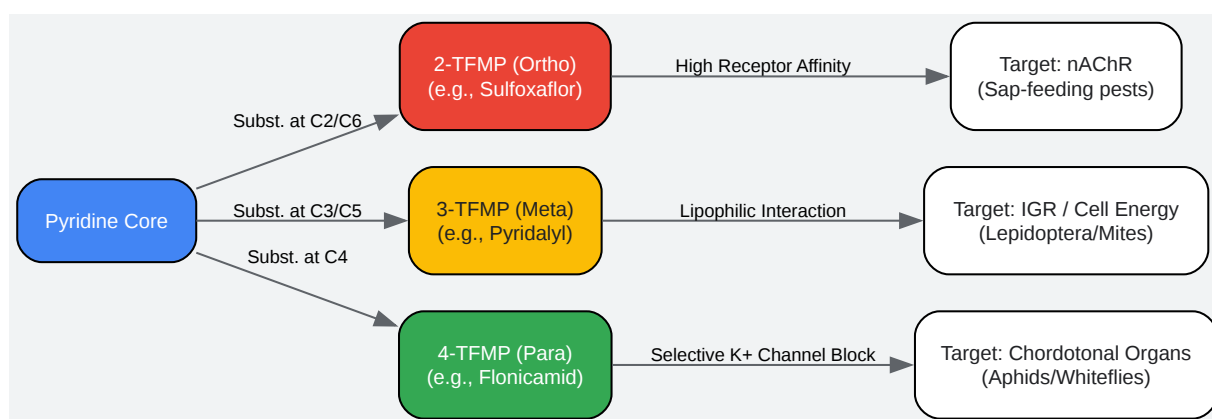 2-TFMP (Ortho)
(e.g., Sulfoxaflor)
High Receptor Affinity
Target: nAChR
(Sap-feeding pests)
Subst. at C2/C6
Pyridine Core
Subst. at C3/C5
3-TFMP (Meta)
(e.g., Pyridalyl)
Lipophilic Interaction
Target: IGR / Cell Energy
(Lepidoptera/Mites)
Subst. at C4
4-TFMP (Para)
(e.g., Flonicamid)
Selective K+ Channel Block
Target: Chordotonal Organs
(Aphids/Whiteflies)